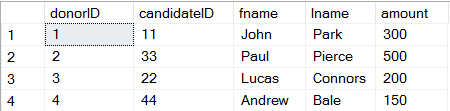 donorID candidateID fname lname amount
1 1 11 John Park 300
2 2 33 Paul Pierce 500
3 3 22 Lucas Connors 200
4 4 44 Andrew Bale 150